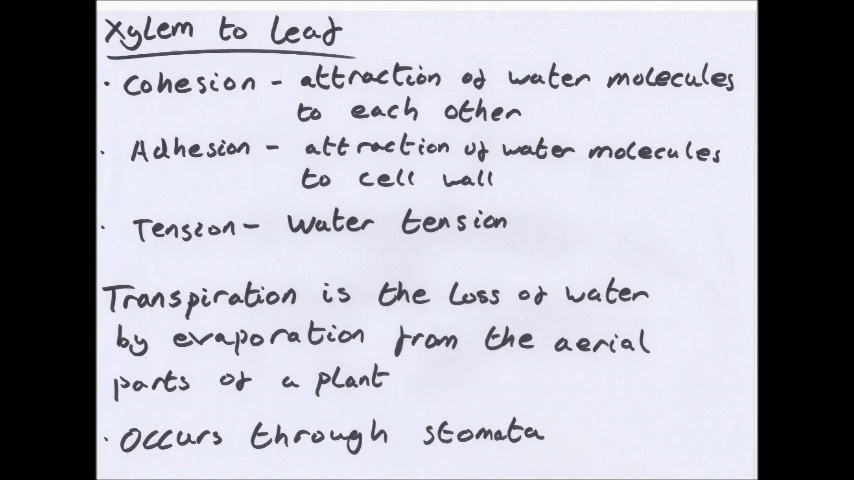 Xylem to leaf
· Cohesion - attraction of water molecules
to each other
· Adhesion - attraction of water molecules
to cell wall
· Tension - Water tension
Transpiration is the loss of water
by evaporation from the aerial
parts of a plant
· Occurs through stomata